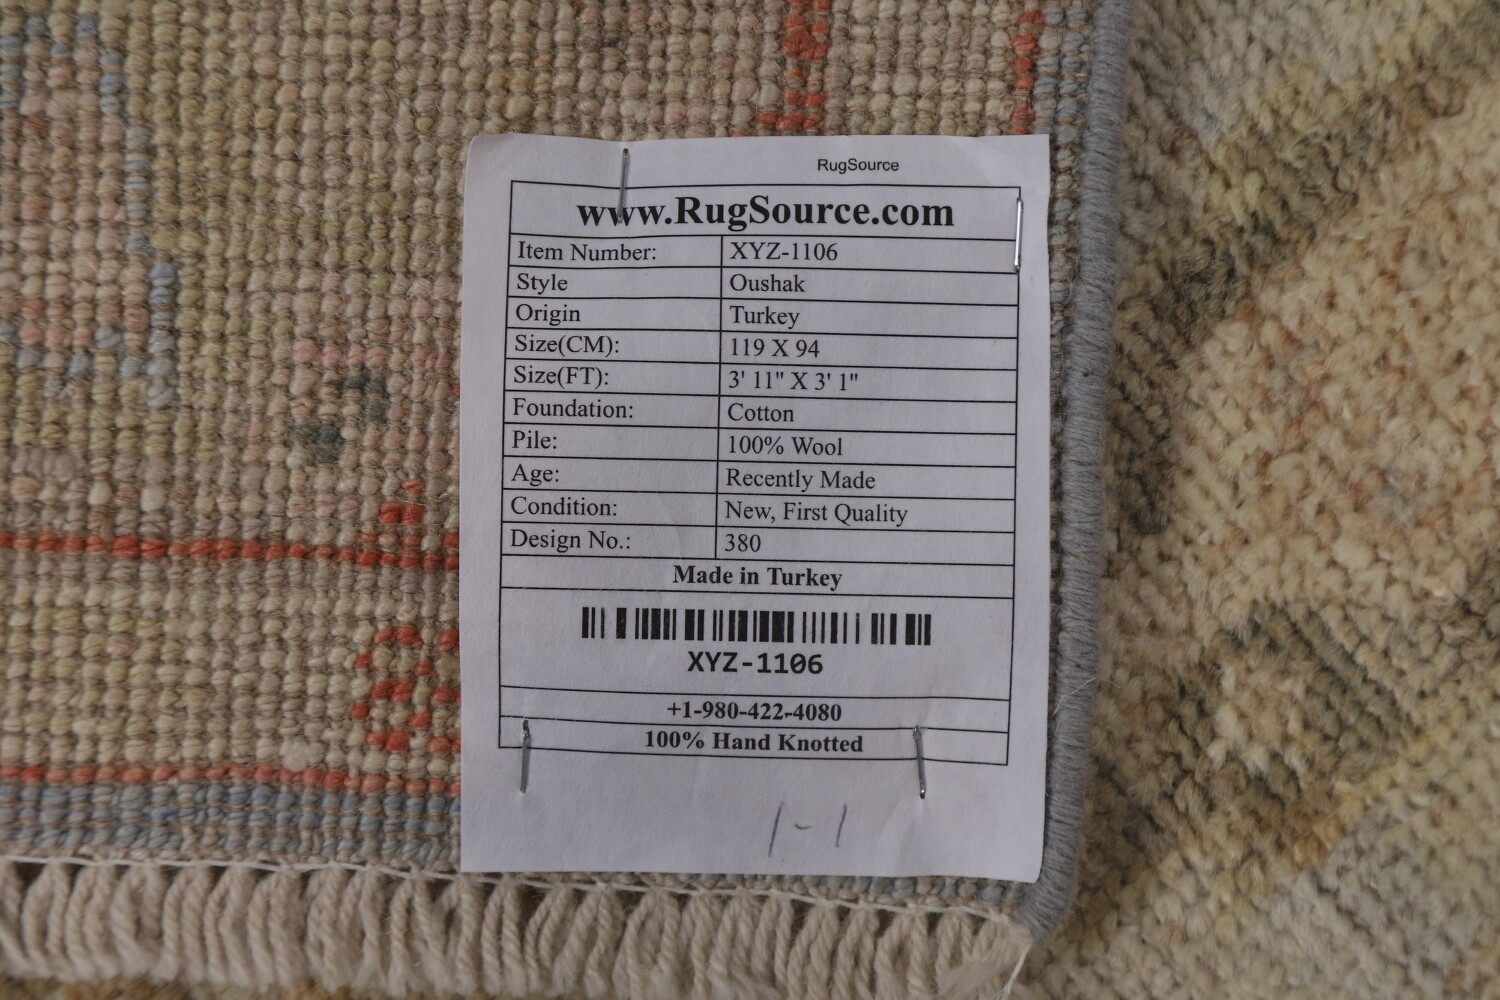 RugSource
www.RugSource.com
Item Number: XYZ-1106
Style Oushak
Origin Turkey
Size(CM): 119 X 94
Size(FT): 3' 11" X 3' 1"
Foundation: Cotton
Pile: 100% Wool
Age: Recently Made
Condition: New, First Quality
Design No.: 380
Made in Turkey
XYZ-1106
+1-980-422-4080
100% Hand Knotted
1-1